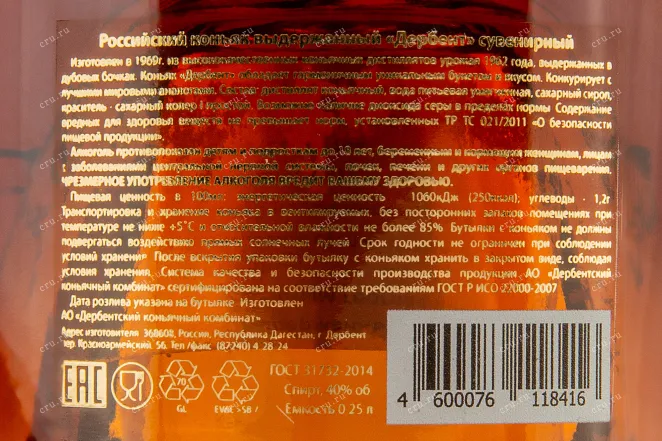 Российский коньяк выдержанный «Дербент» сувенирный
Изготовлен в 1969г. из высококачественных коньячных дистиллятов урожая 1962 года, выдержанных в
дубовых бочках. Коньяк «Дербент» обладает гармоничным уникальным букетом и вкусом. Конкурирует с
лучшими мировыми аналогами. Состав: дистиллят коньячный, вода питьевая умягченная, сахарный сироп,
краситель - сахарный колер I простой. Возможно наличие диоксида серы в пределах нормы Содержание
вредных для здоровья веществ не превышает норм, установленных ТР ТС 021/2011 «О безопасности
пищевой продукции».
Алкоголь противопоказан детям и подросткам до 18 лет, беременным и кормящим женщинам, лицам
с заболеваниями центральной нервной системы, почек, печени и других органов пищеварения.
ЧРЕЗМЕРНОЕ УПОТРЕБЛЕНИЕ АЛКОГОЛЯ ВРЕДИТ ВАШЕМУ ЗДОРОВЬЮ.
Пищевая ценность в 100мл: энергетическая ценность 1060кДж (250ккал); углеводы - 1,2г
Транспортировка и хранение коньяка в вентилируемых, без посторонних запахов помещениях при
температуре не ниже +5°С и относительной влажности не более 85% Бутылки с коньяком не должны
подвергаться воздействию прямых солнечных лучей Срок годности не ограничен при соблюдении
условий хранения После вскрытия упаковки бутылку с коньяком хранить в закрытом виде, соблюдая
условия хранения. Система качества и безопасности производства продукции АО «Дербентский
коньячный комбинат» сертифицирована на соответствие требованиям ГОСТ Р ИСО 22000-2007
Дата розлива указана на бутылке Изготовлен
АО «Дербентский коньячный комбинат»
Адрес изготовителя 368608, Россия, Республика Дагестан, г Дербент
пер. Красноармейский, 56. Тел /факс (87240) 4 28 24
ЕАС
70
GL
ГОСТ 31732-2014
Спирт, 40% об
Емкость 0.25 л
4 600076 118416
cru.ru